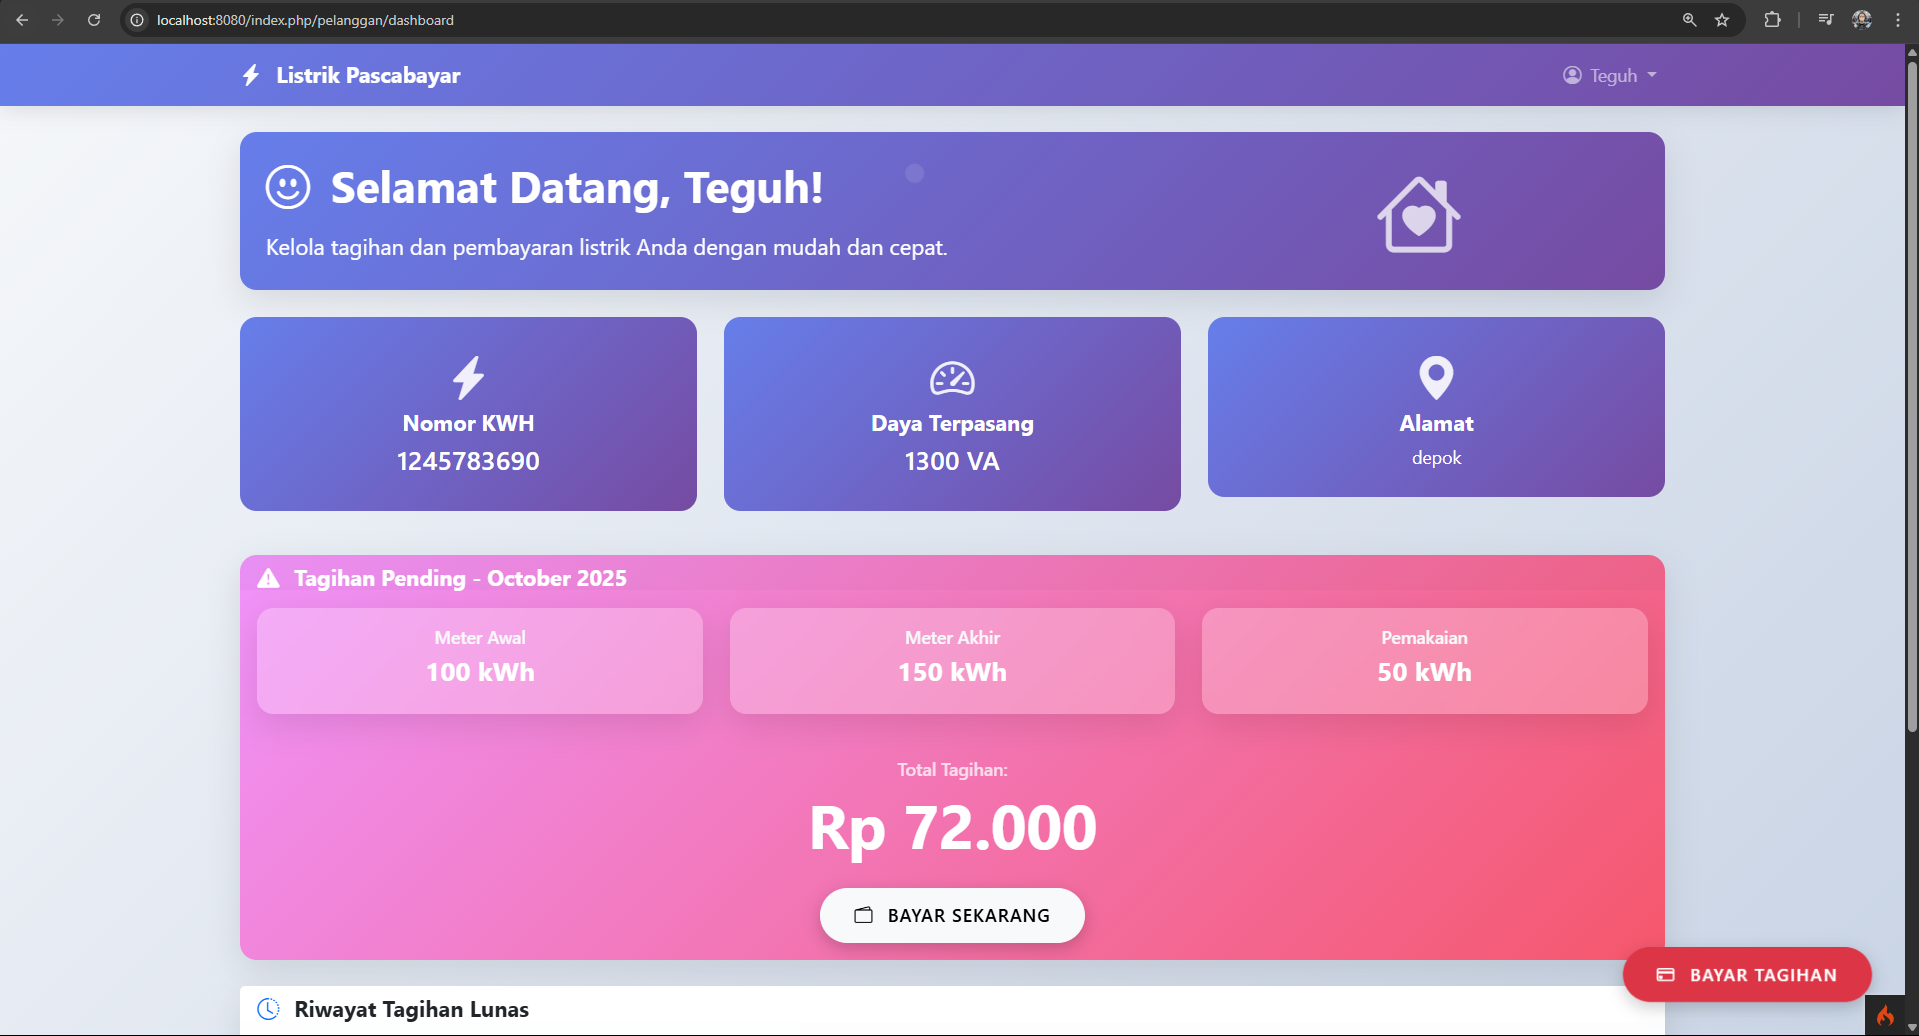 localhost:8080/index.php/pelanggan/dashboard
Listrik Pascabayar
Teguh
Selamat Datang, Teguh!
Kelola tagihan dan pembayaran listrik Anda dengan mudah dan cepat.
Nomor KWH
1245783690
Daya Terpasang
1300 VA
Alamat
depok
Tagihan Pending - October 2025
Meter Awal
100 kWh
Meter Akhir
150 kWh
Pemakaian
50 kWh
Total Tagihan:
Rp 72.000
BAYAR SEKARANG
BAYAR TAGIHAN
Riwayat Tagihan Lunas